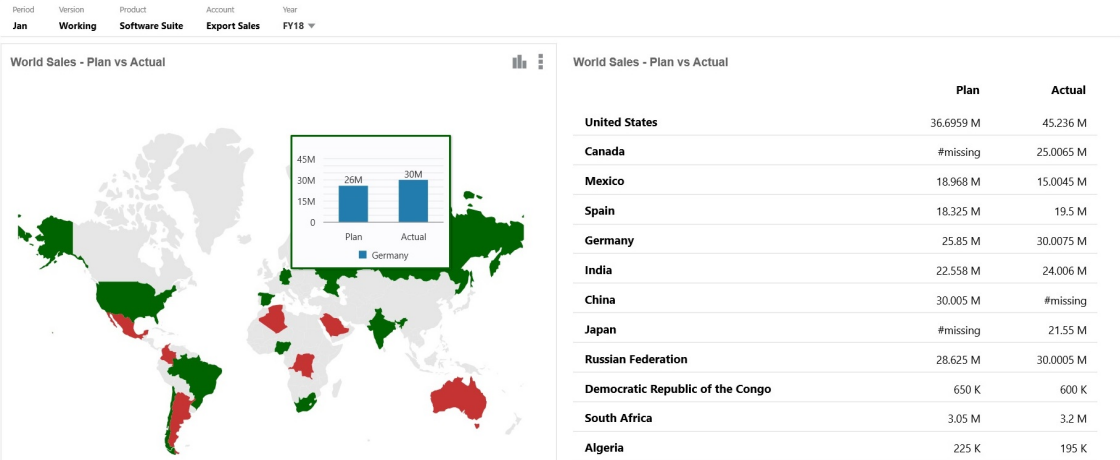 Period Version Product Account Year
Jan Working Software Suite Export Sales FY18
World Sales - Plan vs Actual
45M
30M
15M
0
26M
30M
Plan Actual
Germany
World Sales - Plan vs Actual
Plan Actual
United States 36.6959 M 45.236 M
Canada #missing 25.0065 M
Mexico 18.968 M 15.0045 M
Spain 18.325 M 19.5 M
Germany 25.85 M 30.0075 M
India 22.558 M 24.006 M
China 30.005 M #missing
Japan #missing 21.55 M
Russian Federation 28.625 M 30.0005 M
Democratic Republic of the Congo 650 K 600 K
South Africa 3.05 M 3.2 M
Algeria 225 K 195 K